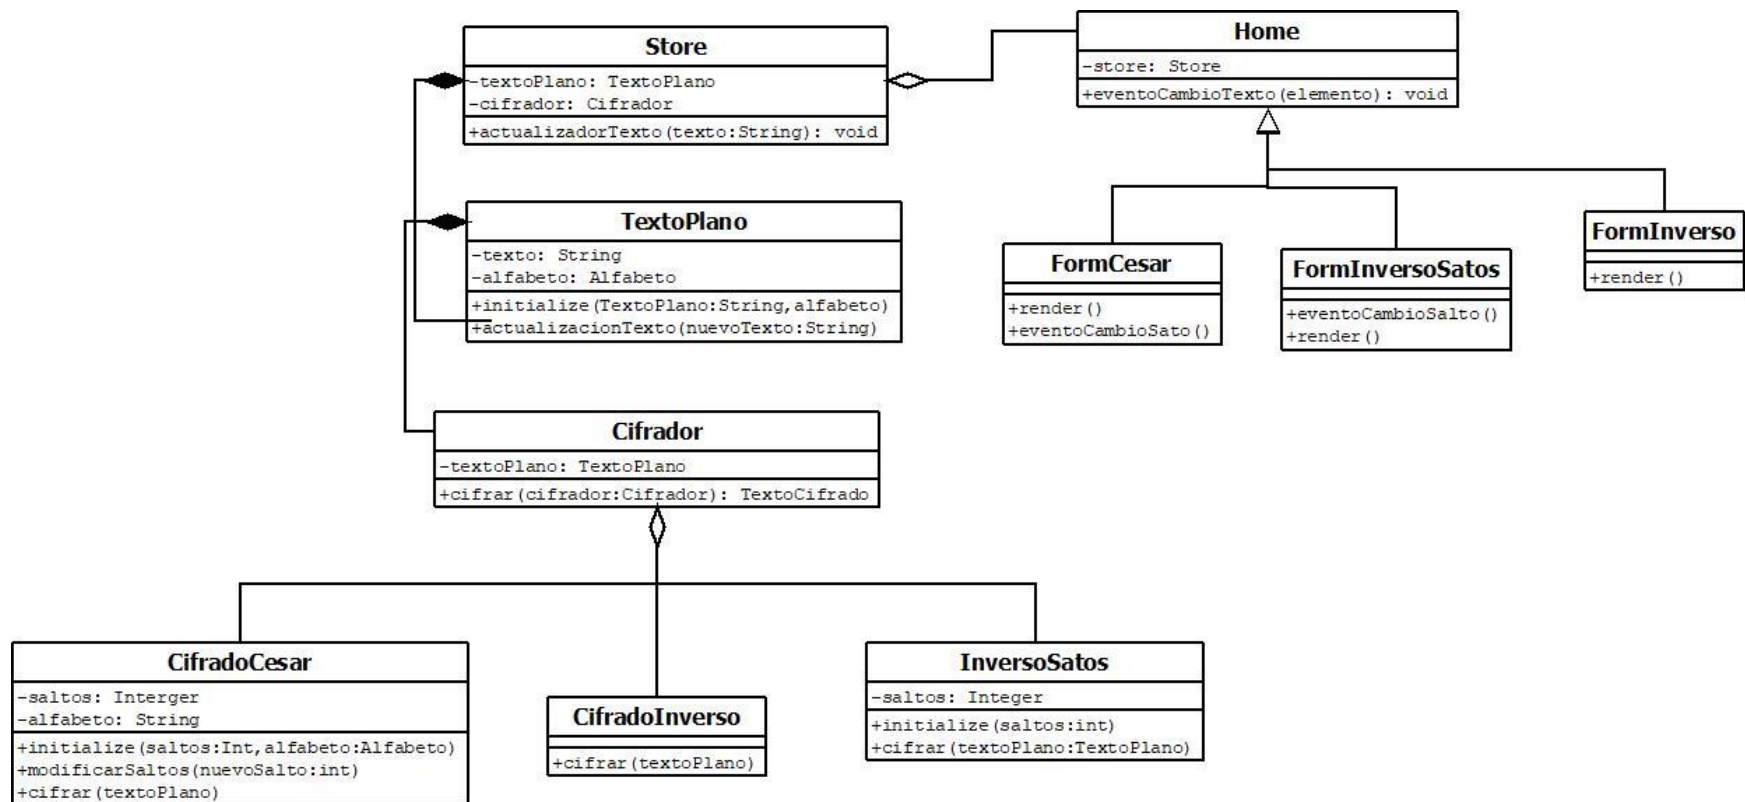 Store
-textoPlano: TextoPlano
-cifrador: Cifrador
+actualizadorTexto(texto:String): void
Home
-store: Store
+eventoCambioTexto(elemento): void
TextoPlano
-texto: String
-alfabeto: Alfabeto
+initialize(TextoPlano:String,alfabeto)
+actualizacionTexto(nuevoTexto:String)
FormCesar
+render()
+eventoCambioSato()
FormInversoSatos
+eventoCambioSalto()
+render()
FormInverso
+render()
Cifrador
-textoPlano: TextoPlano
+cifrar(cifrador:Cifrador): TextoCifrado
CifradoCesar
-saltos: Interger
-alfabeto: String
+initialize(saltos:Int,alfabeto:Alfabeto)
+modificarSaltos(nuevoSalto:int)
+cifrar(textoPlano)
CifradoInverso
+cifrar(textoPlano)
InversoSatos
-saltos: Integer
+initialize(saltos:int)
+cifrar(textoPlano:TextoPlano)